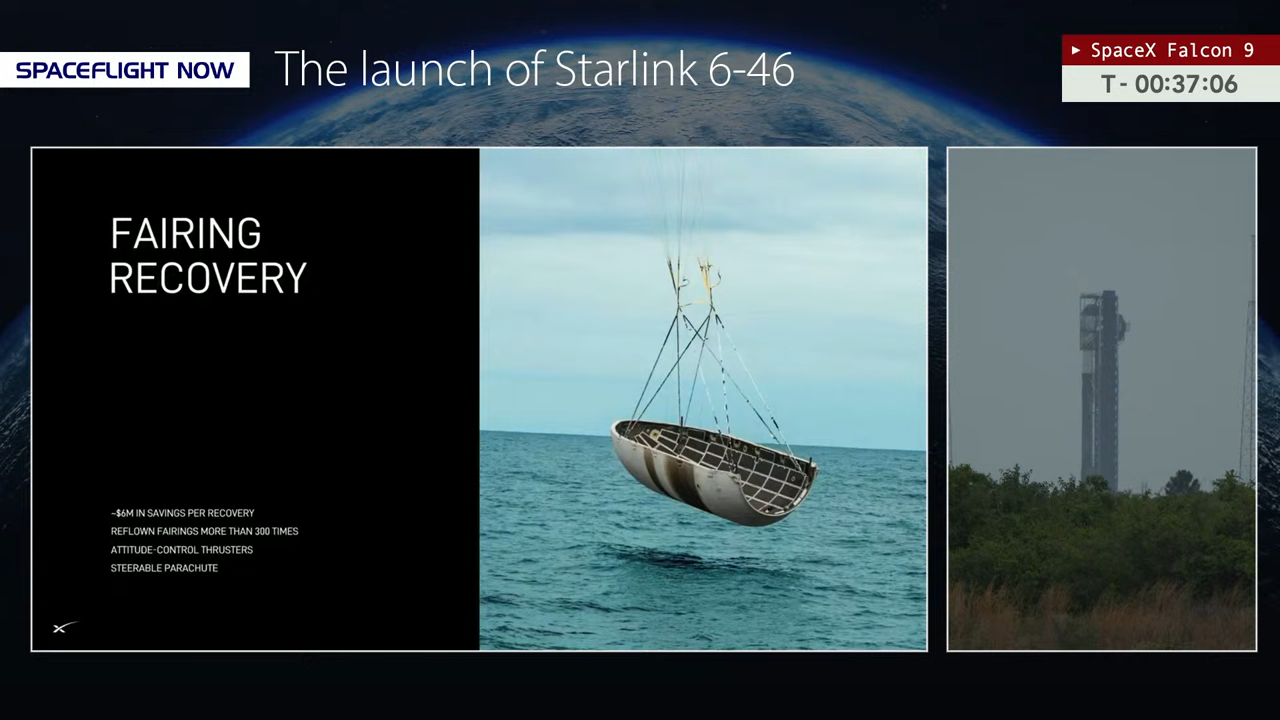 SPACEFLIGHT NOW
The launch of Starlink 6-46
SpaceX Falcon 9
T - 00:37:06
FAIRING
RECOVERY
~$6M IN SAVINGS PER RECOVERY
REFLOWN FAIRINGS MORE THAN 300 TIMES
ATTITUDE-CONTROL THRUSTERS
STEERABLE PARACHUTE